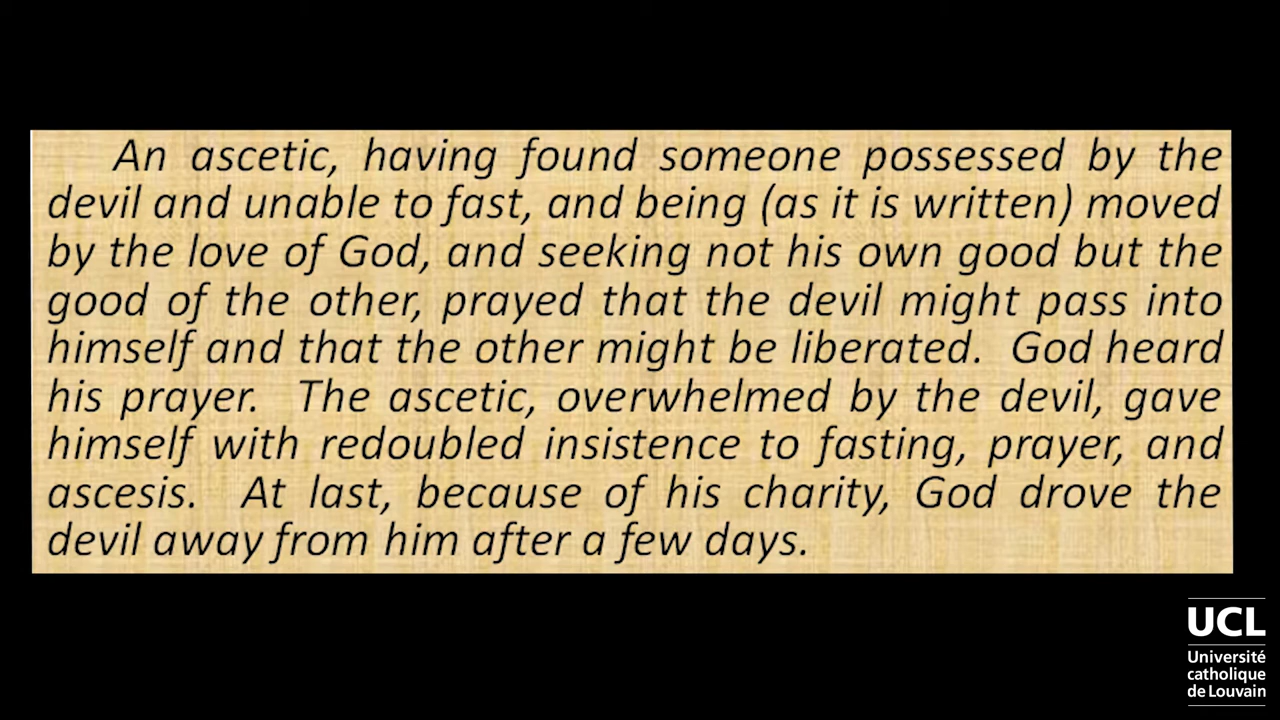 An ascetic, having found someone possessed by the
devil and unable to fast, and being (as it is written) moved
by the love of God, and seeking not his own good but the
good of the other, prayed that the devil might pass into
himself and that the other might be liberated.  God heard
his prayer.  The ascetic, overwhelmed by the devil, gave
himself with redoubled insistence to fasting, prayer, and
ascesis.  At last, because of his charity, God drove the
devil away from him after a few days.
UCL
Université
catholique
de Louvain